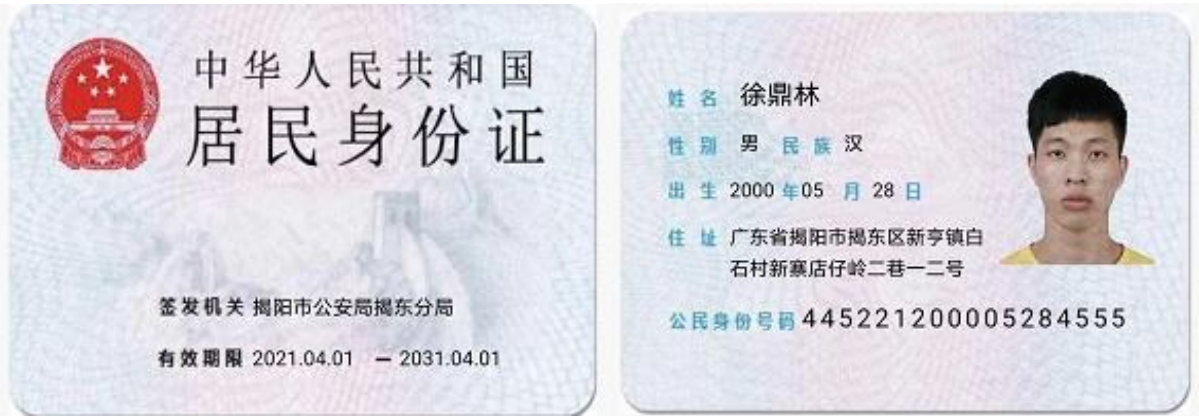 中华人民共和国
居民身份证
签发机关 揭阳市公安局揭东分局
有效期限 2021.04.01 — 2031.04.01
姓名 徐鼎林
性别 男 民族 汉
出生 2000 年 05 月 28 日
住址 广东省揭阳市揭东区新亨镇白
石村新寨店仔岭二巷一二号
公民身份号码 445221200005284555